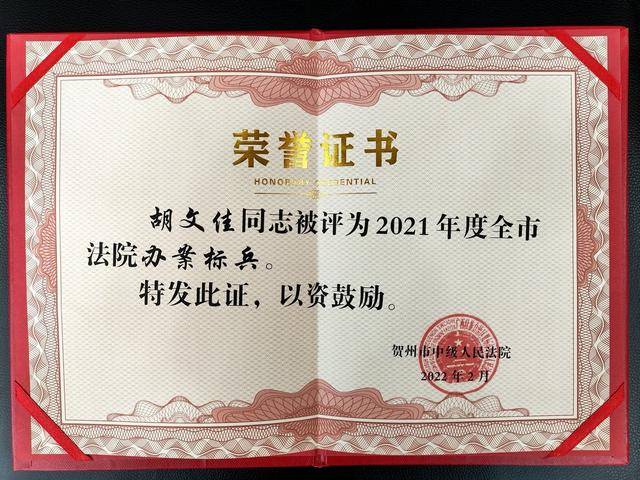 荣誉证书
HONORARY CREDENTIAL
胡文佳同志被评为2021年度全市
法院办案标兵。
特发此证，以资鼓励。
贺州市中级人民法院
2022年2月